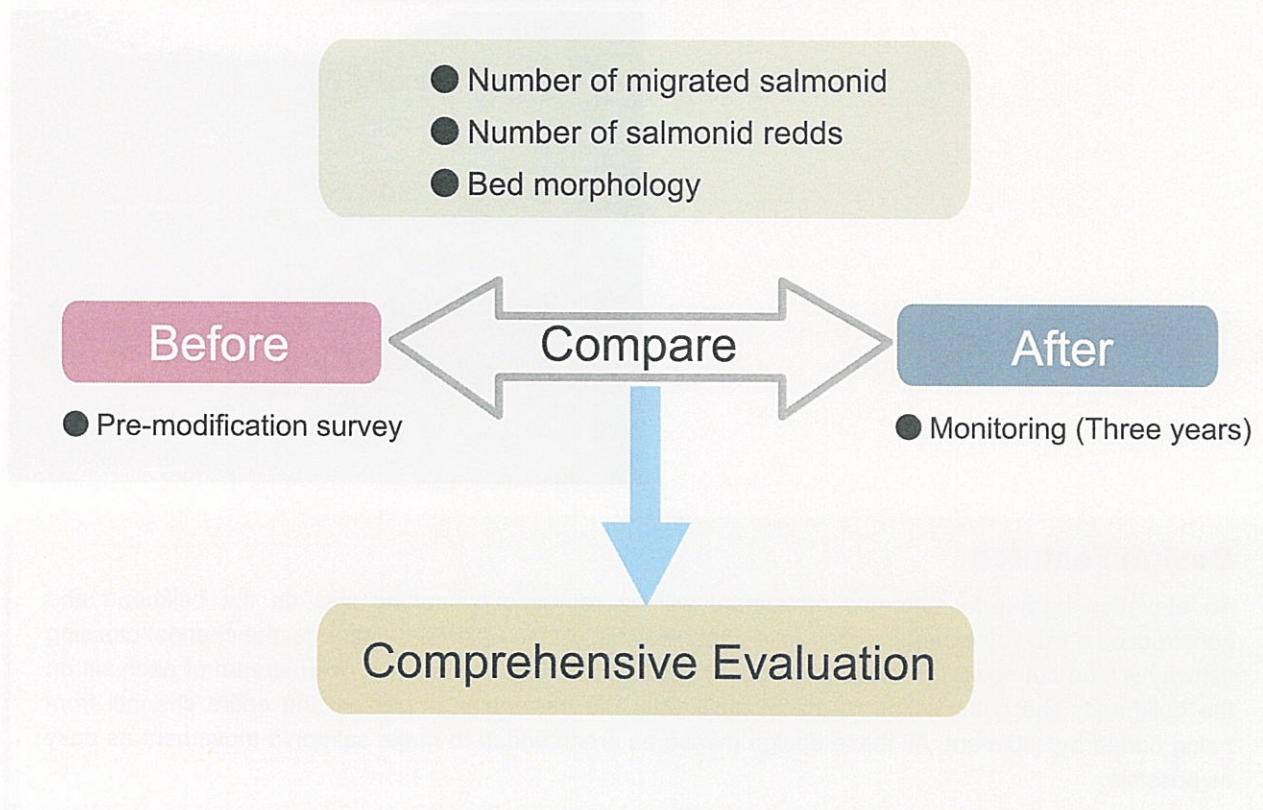 ● Number of migrated salmonid
● Number of salmonid redds
● Bed morphology
Before
Compare
After
● Pre-modification survey
● Monitoring (Three years)
Comprehensive Evaluation